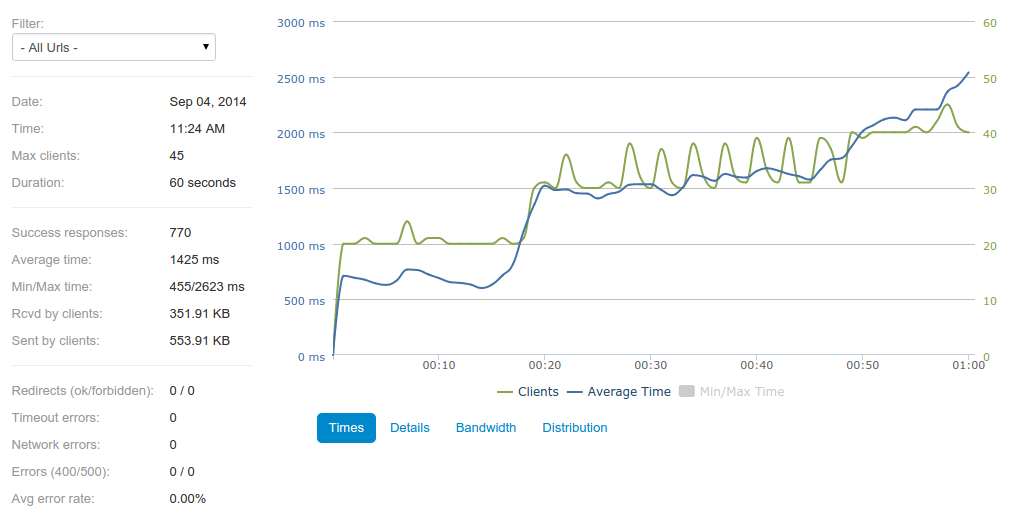 Filter:
- All Urls -
Date: Sep 04, 2014
Time: 11:24 AM
Max clients: 45
Duration: 60 seconds
Success responses: 770
Average time: 1425 ms
Min/Max time: 455/2623 ms
Rcvd by clients: 351.91 KB
Sent by clients: 553.91 KB
Redirects (ok/forbidden): 0 / 0
Timeout errors: 0
Network errors: 0
Errors (400/500): 0 / 0
Avg error rate: 0.00%
3000 ms 60
2500 ms 50
2000 ms 40
1500 ms 30
1000 ms 20
500 ms 10
0 ms 0
00:10 00:20 00:30 00:40 00:50 01:00
Clients Average Time Min/Max Time
Times Details Bandwidth Distribution